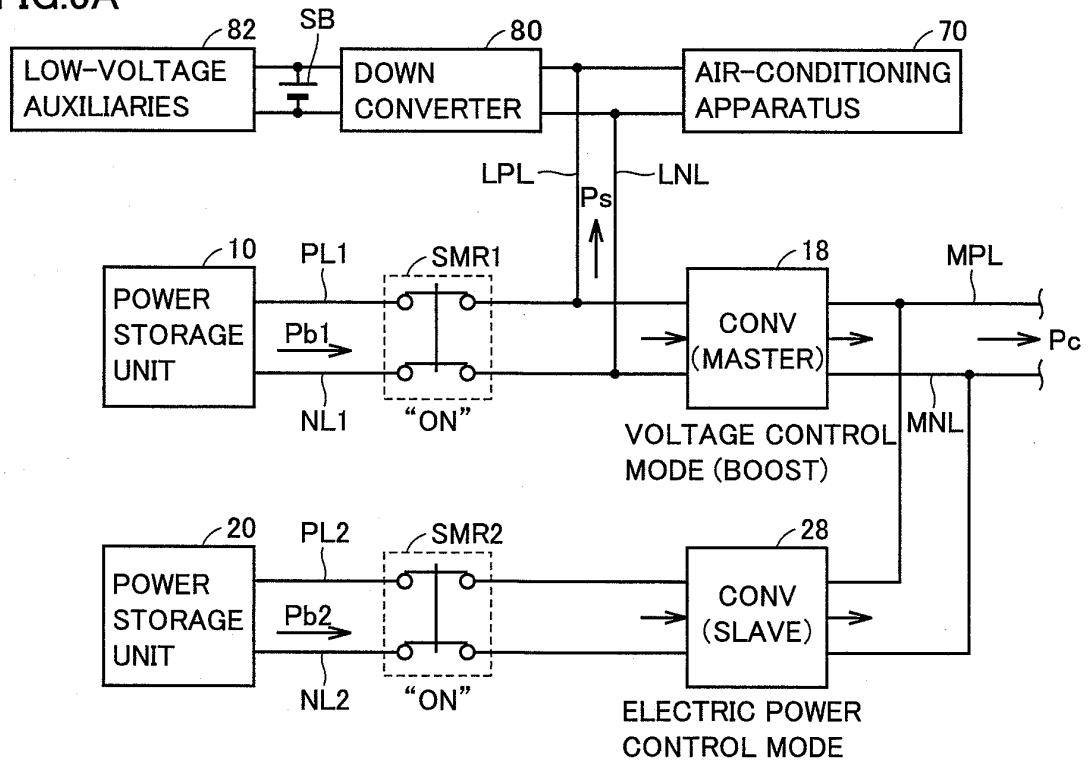 82
SB
80
70
LOW-VOLTAGE
AUXILIARIES
DOWN
CONVERTER
AIR-CONDITIONING
APPARATUS
LPL
LNL
Ps
10
PL1
SMR1
18
MPL
POWER
STORAGE
UNIT
Pb1
CONV
(MASTER)
Pc
NL1
“ON”
MNL
VOLTAGE CONTROL
MODE (BOOST)
20
PL2
SMR2
28
POWER
STORAGE
UNIT
Pb2
CONV
(SLAVE)
NL2
“ON”
ELECTRIC POWER
CONTROL MODE